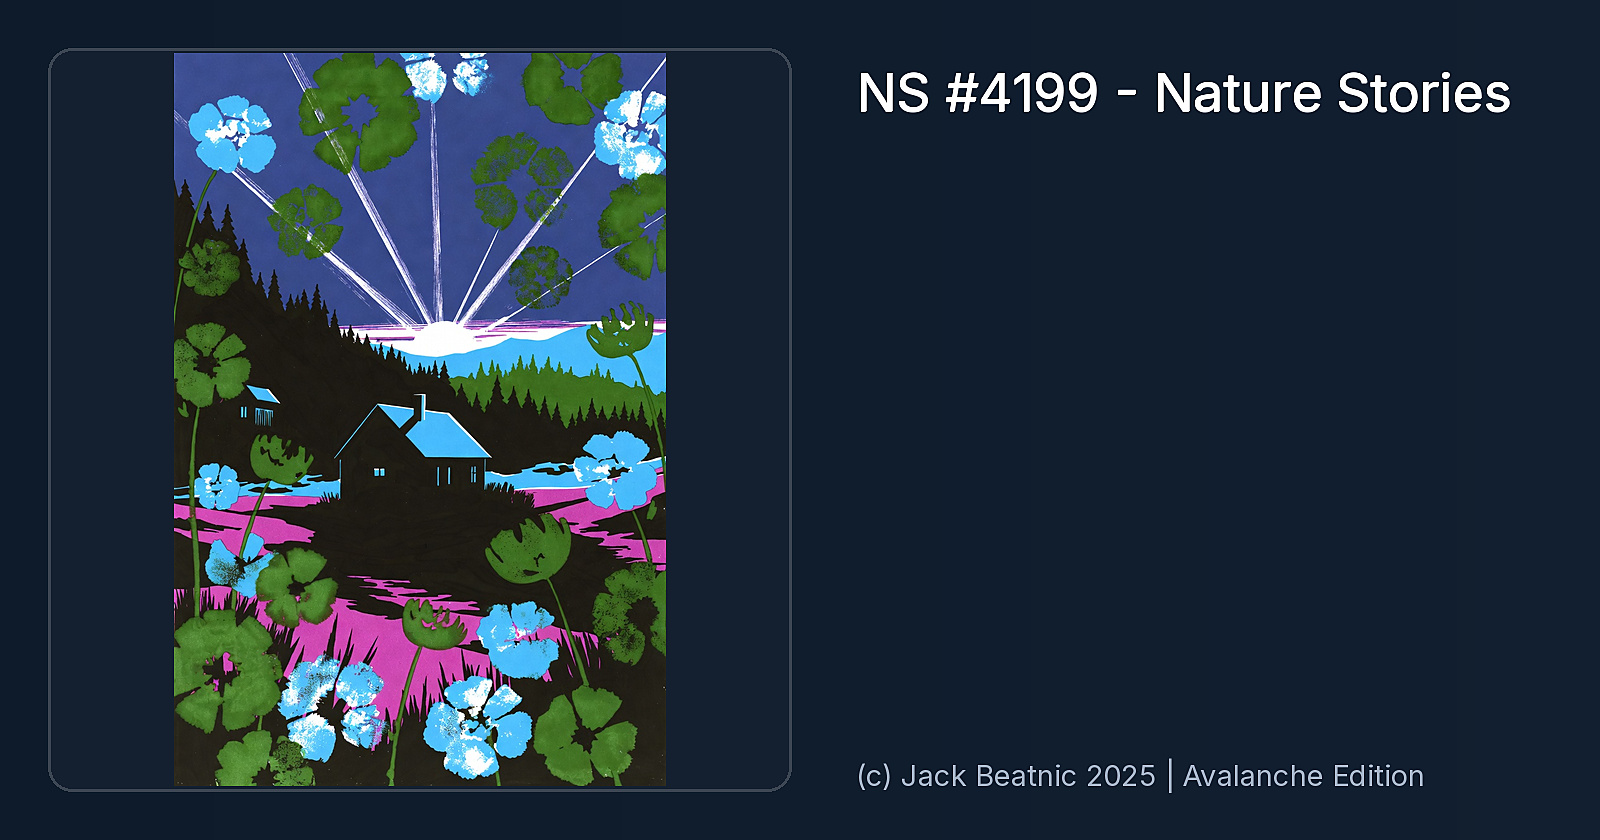 NS #4199 - Nature Stories
(c) Jack Beatnic 2025 | Avalanche Edition